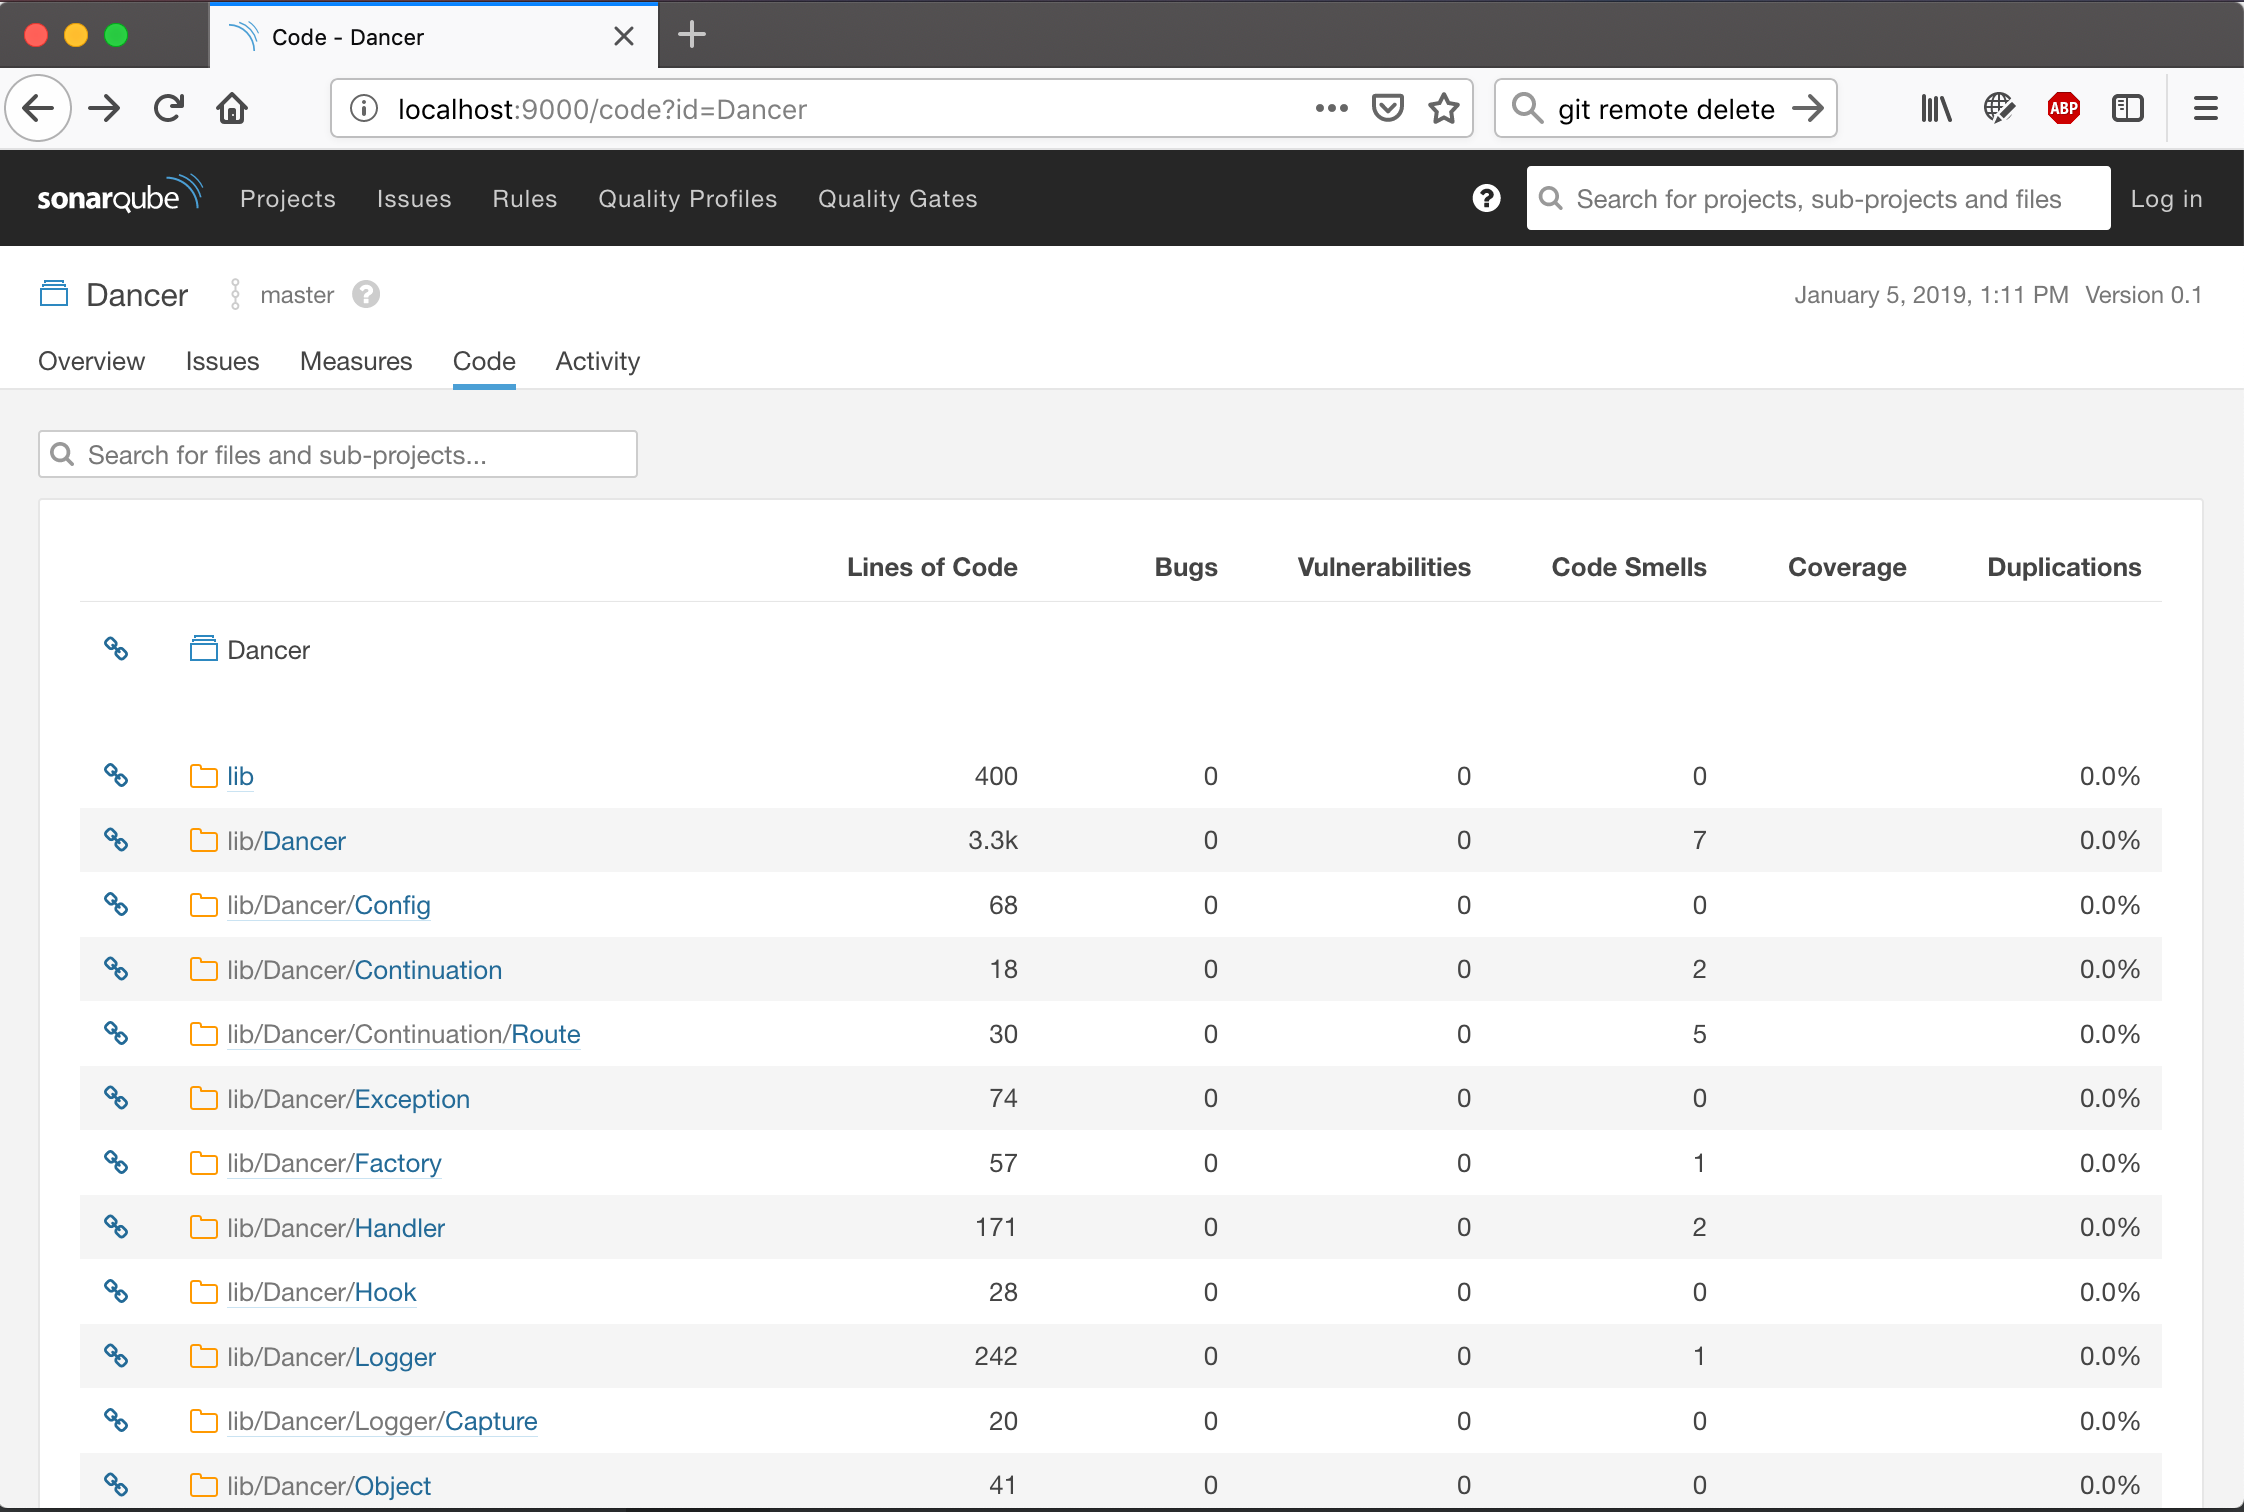 Code - Dancer
localhost:9000/code?id=Dancer
git remote delete
ABP
sonarqube Projects Issues Rules Quality Profiles Quality Gates ? Search for projects, sub-projects and files Log in
Dancer master ? January 5, 2019, 1:11 PM Version 0.1
Overview Issues Measures Code Activity
Search for files and sub-projects...
Lines of Code Bugs Vulnerabilities Code Smells Coverage Duplications
Dancer
lib 400 0 0 0 0.0%
lib/Dancer 3.3k 0 0 7 0.0%
lib/Dancer/Config 68 0 0 0 0.0%
lib/Dancer/Continuation 18 0 0 2 0.0%
lib/Dancer/Continuation/Route 30 0 0 5 0.0%
lib/Dancer/Exception 74 0 0 0 0.0%
lib/Dancer/Factory 57 0 0 1 0.0%
lib/Dancer/Handler 171 0 0 2 0.0%
lib/Dancer/Hook 28 0 0 0 0.0%
lib/Dancer/Logger 242 0 0 1 0.0%
lib/Dancer/Logger/Capture 20 0 0 0 0.0%
lib/Dancer/Object 41 0 0 0 0.0%